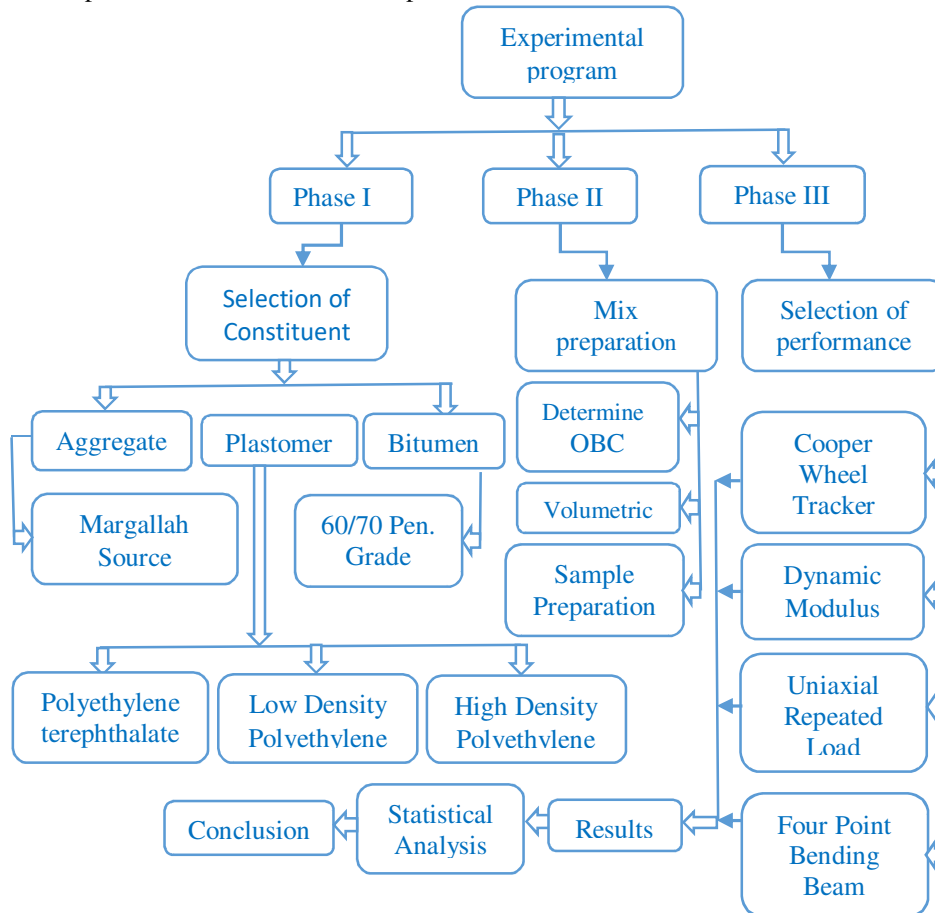 Experimental
program
Phase I
Phase II
Phase III
Selection of
Constituent
Mix
preparation
Selection of
performance
Aggregate
Plastomer
Bitumen
Determine
OBC
Cooper
Wheel
Tracker
Margallah
Source
60/70 Pen.
Grade
Volumetric
Sample
Preparation
Dynamic
Modulus
Polyethylene
terephthalate
Low Density
Polyethylene
High Density
Polyethylene
Uniaxial
Repeated
Load
Conclusion
Statistical
Analysis
Results
Four Point
Bending
Beam